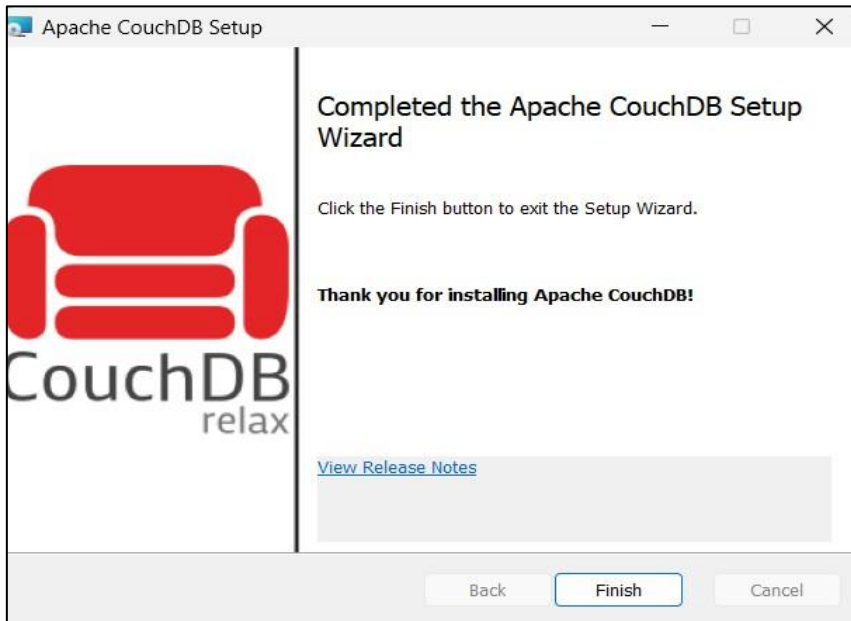 Apache CouchDB Setup
Completed the Apache CouchDB Setup
Wizard
Click the Finish button to exit the Setup Wizard.
Thank you for installing Apache CouchDB!
CouchDB
relax
View Release Notes
Back
Finish
Cancel